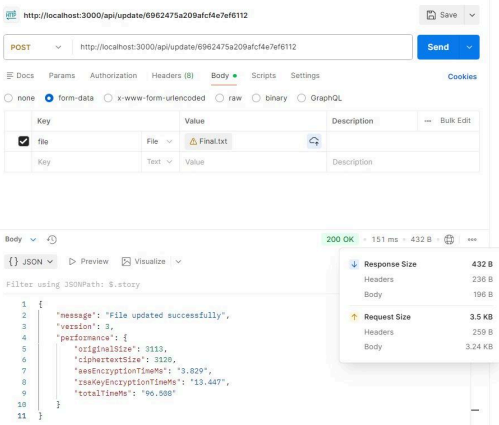 http://localhost:3000/api/update/6962475a209afcf4e7ef6112
Save
POST http://localhost:3000/api/update/6962475a209afcf4e7ef6112 Send
Docs Params Authorization Headers (8) Body Scripts Settings Cookies
none form-data x-www-form-urlencoded raw binary GraphQL
Key Value Description Bulk Edit
file File Final.txt
Key Text Value Description
Body 200 OK 151 ms 432 B
{} JSON Preview Visualize
Response Size 432 B
Headers 236 B
Body 196 B
Request Size 3.5 KB
Headers 259 B
Body 3.24 KB
Filter using JSONPath: $.story
1 {
2 "message": "File updated successfully",
3 "version": 3,
4 "performance": {
5 "originalSize": 3113,
6 "ciphertextSize": 3120,
7 "aesEncryptionTimeMs": "3.829",
8 "rsaKeyEncryptionTimeMs": "13.447",
9 "totalTimeMs": "96.508"
10 }
11 }